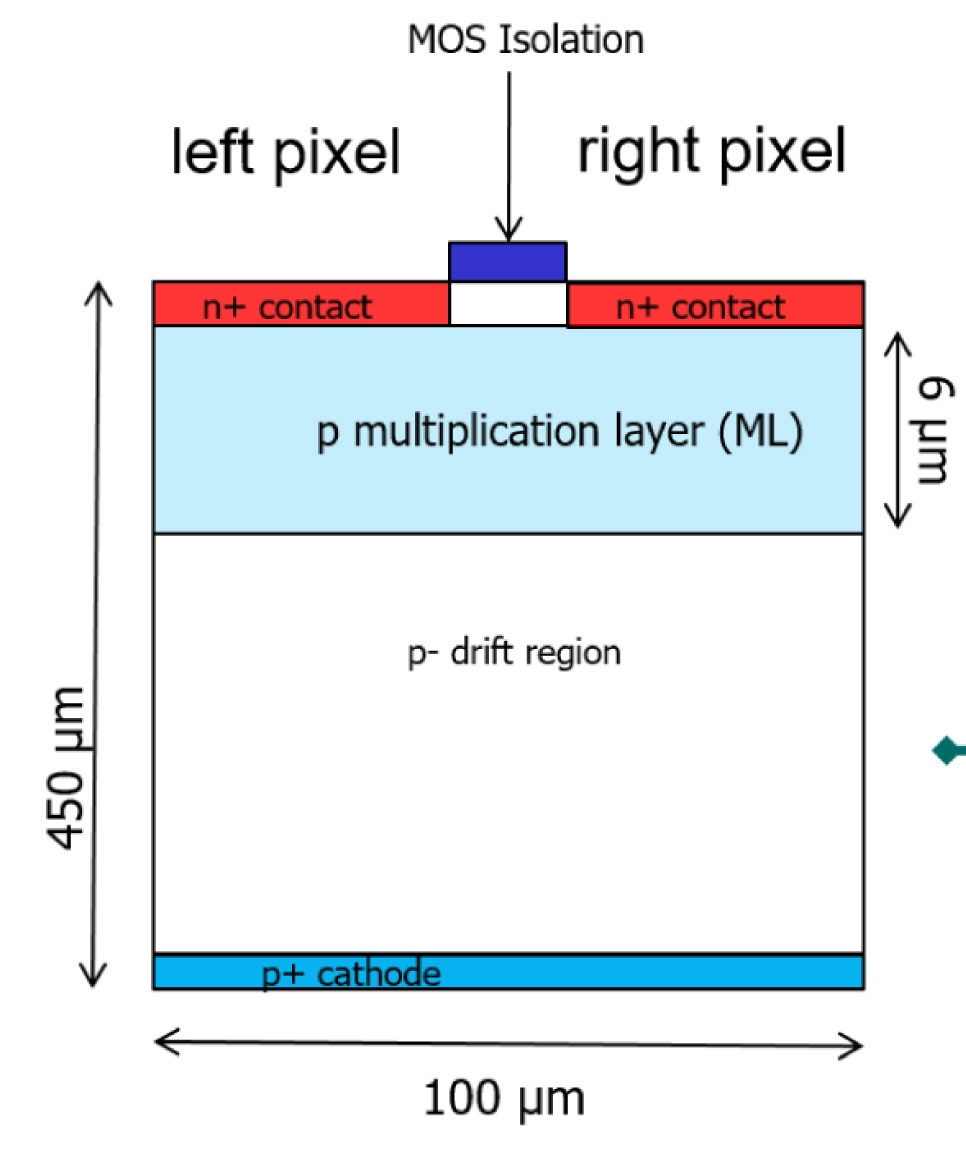 MOS Isolation
left pixel
right pixel
n+ contact
n+ contact
6 µm
p multiplication layer (ML)
p- drift region
450 µm
p+ cathode
100 µm